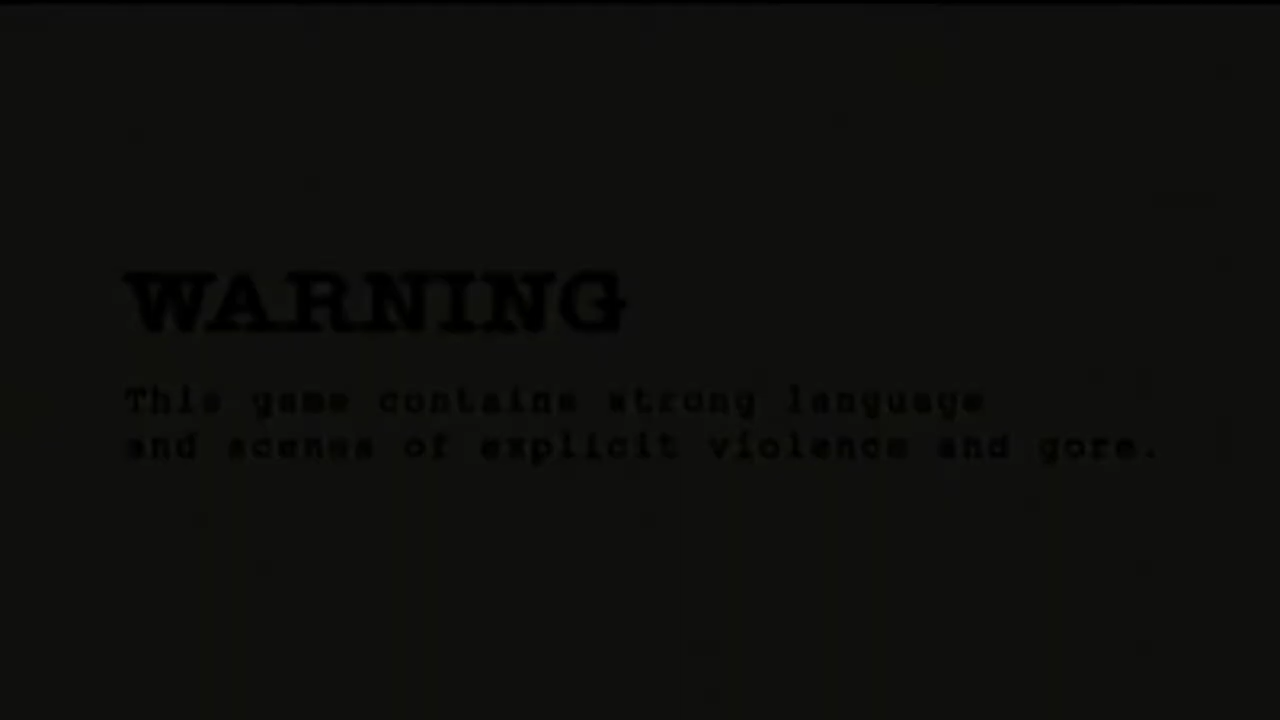 WARNING
This game contains strong language
and scenes of explicit violence and gore.